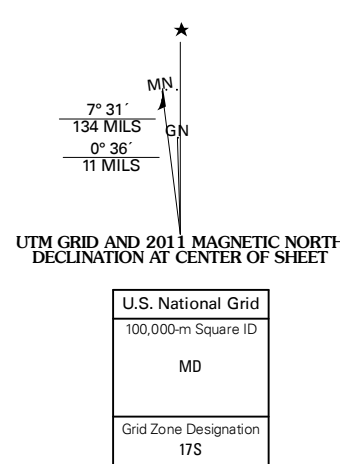 MN
7° 31´
134 MILS
GN
0° 36´
11 MILS
UTM GRID AND 2011 MAGNETIC NORTH
DECLINATION AT CENTER OF SHEET
U.S. National Grid
100,000-m Square ID
MD
Grid Zone Designation
17S